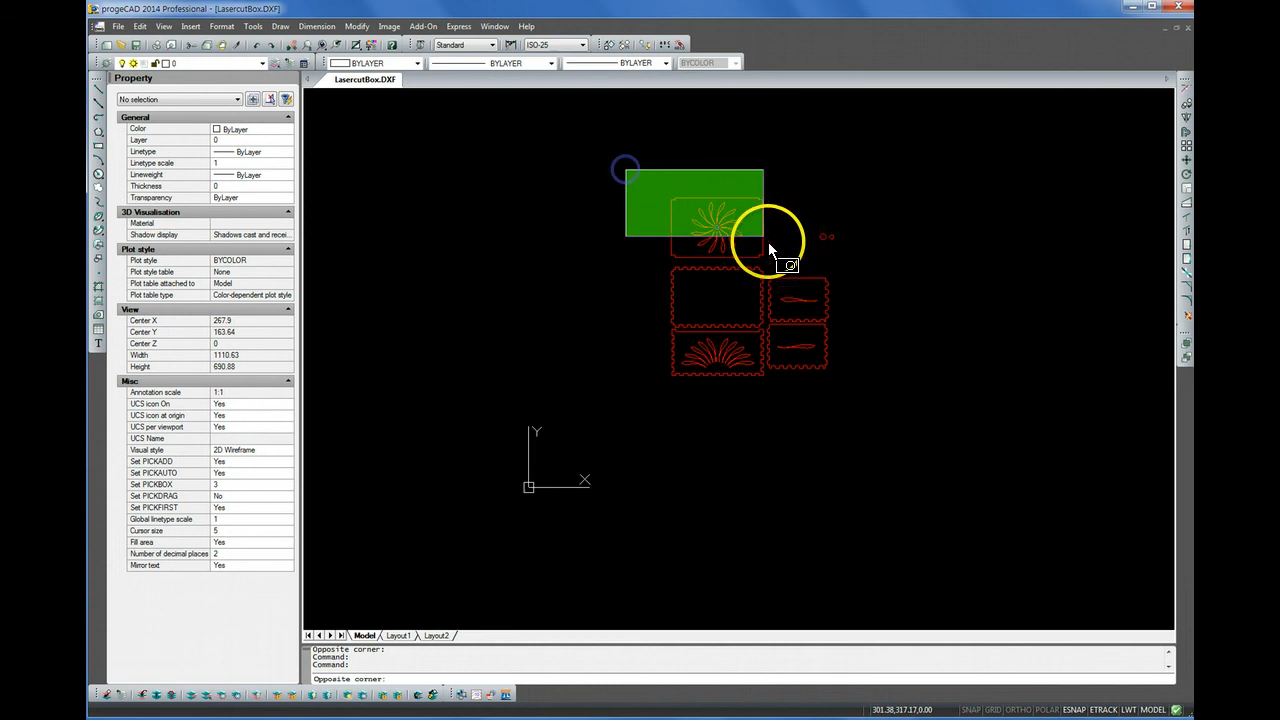 progeCAD 2014 Professional - [LasercutBox.DXF]
File Edit View Insert Format Tools Draw Dimension Modify Image Add-On Express Window Help
Standard ISO-25
0 BYLAYER BYLAYER BYLAYER BYCOLOR
Property
LasercutBox.DXF
No selection
General
Color ByLayer
Layer 0
Linetype ByLayer
Linetype scale 1
Lineweight ByLayer
Thickness 0
Transparency ByLayer
3D Visualisation
Material
Shadow display Shadows cast and recei...
Plot style
Plot style BYCOLOR
Plot style table None
Plot table attached to Model
Plot table type Color-dependent plot style
View
Center X 267.9
Center Y 163.64
Center Z 0
Width 1110.63
Height 690.88
Misc
Annotation scale 1:1
UCS icon On Yes
UCS icon at origin Yes
UCS per viewport Yes
UCS Name
Visual style 2D Wireframe
Set PICKADD Yes
Set PICKAUTO Yes
Set PICKBOX 3
Set PICKDRAG No
Set PICKFIRST Yes
Global linetype scale 1
Cursor size 5
Fill area Yes
Number of decimal places 2
Mirror text Yes
Y
X
Model Layout1 Layout2
Opposite corner:
Command:
Command:
Opposite corner:
301.38,317.17,0.00 SNAP GRID ORTHO POLAR ESNAP ETRACK LWT MODEL